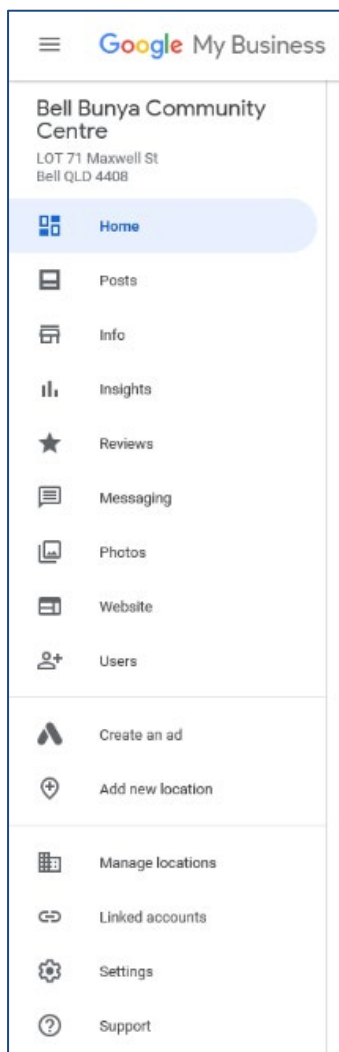 Google My Business
Bell Bunya Community
Centre
LOT 71 Maxwell St
Bell QLD 4408
Home
Posts
Info
Insights
Reviews
Messaging
Photos
Website
Users
Create an ad
Add new location
Manage locations
Linked accounts
Settings
Support